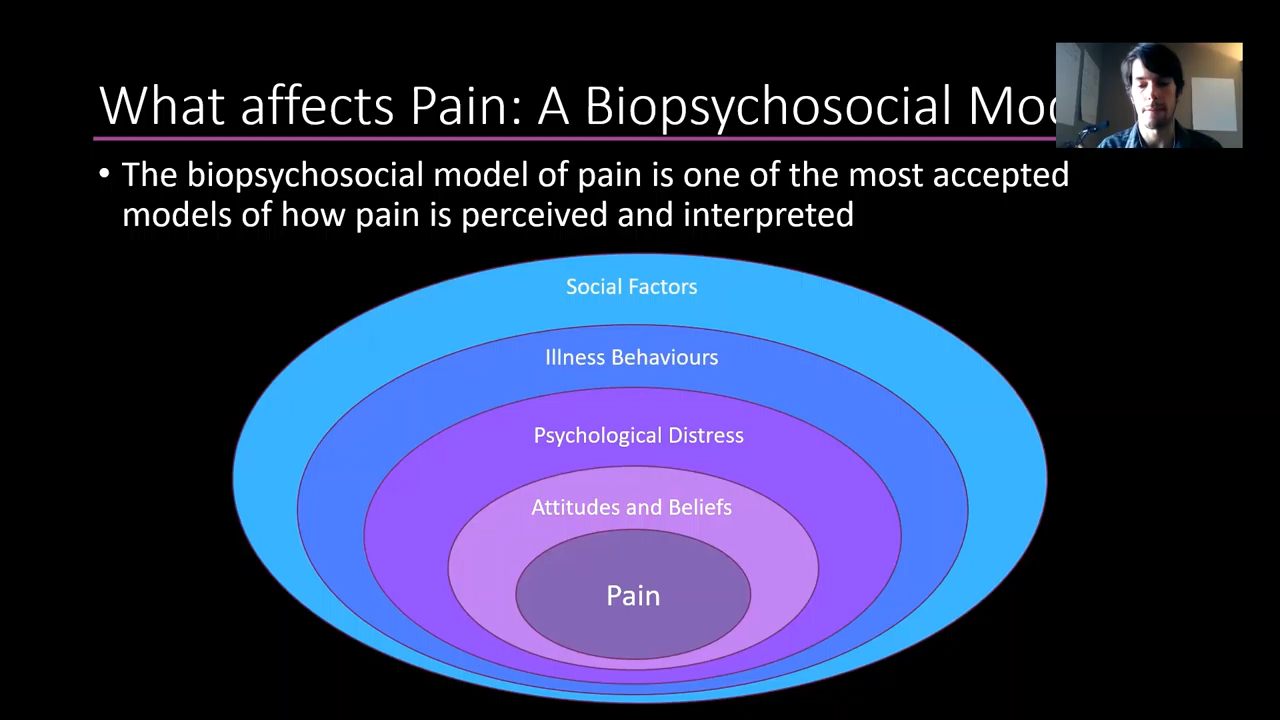 What affects Pain: A Biopsychosocial Mo
• The biopsychosocial model of pain is one of the most accepted
models of how pain is perceived and interpreted
Social Factors
Illness Behaviours
Psychological Distress
Attitudes and Beliefs
Pain